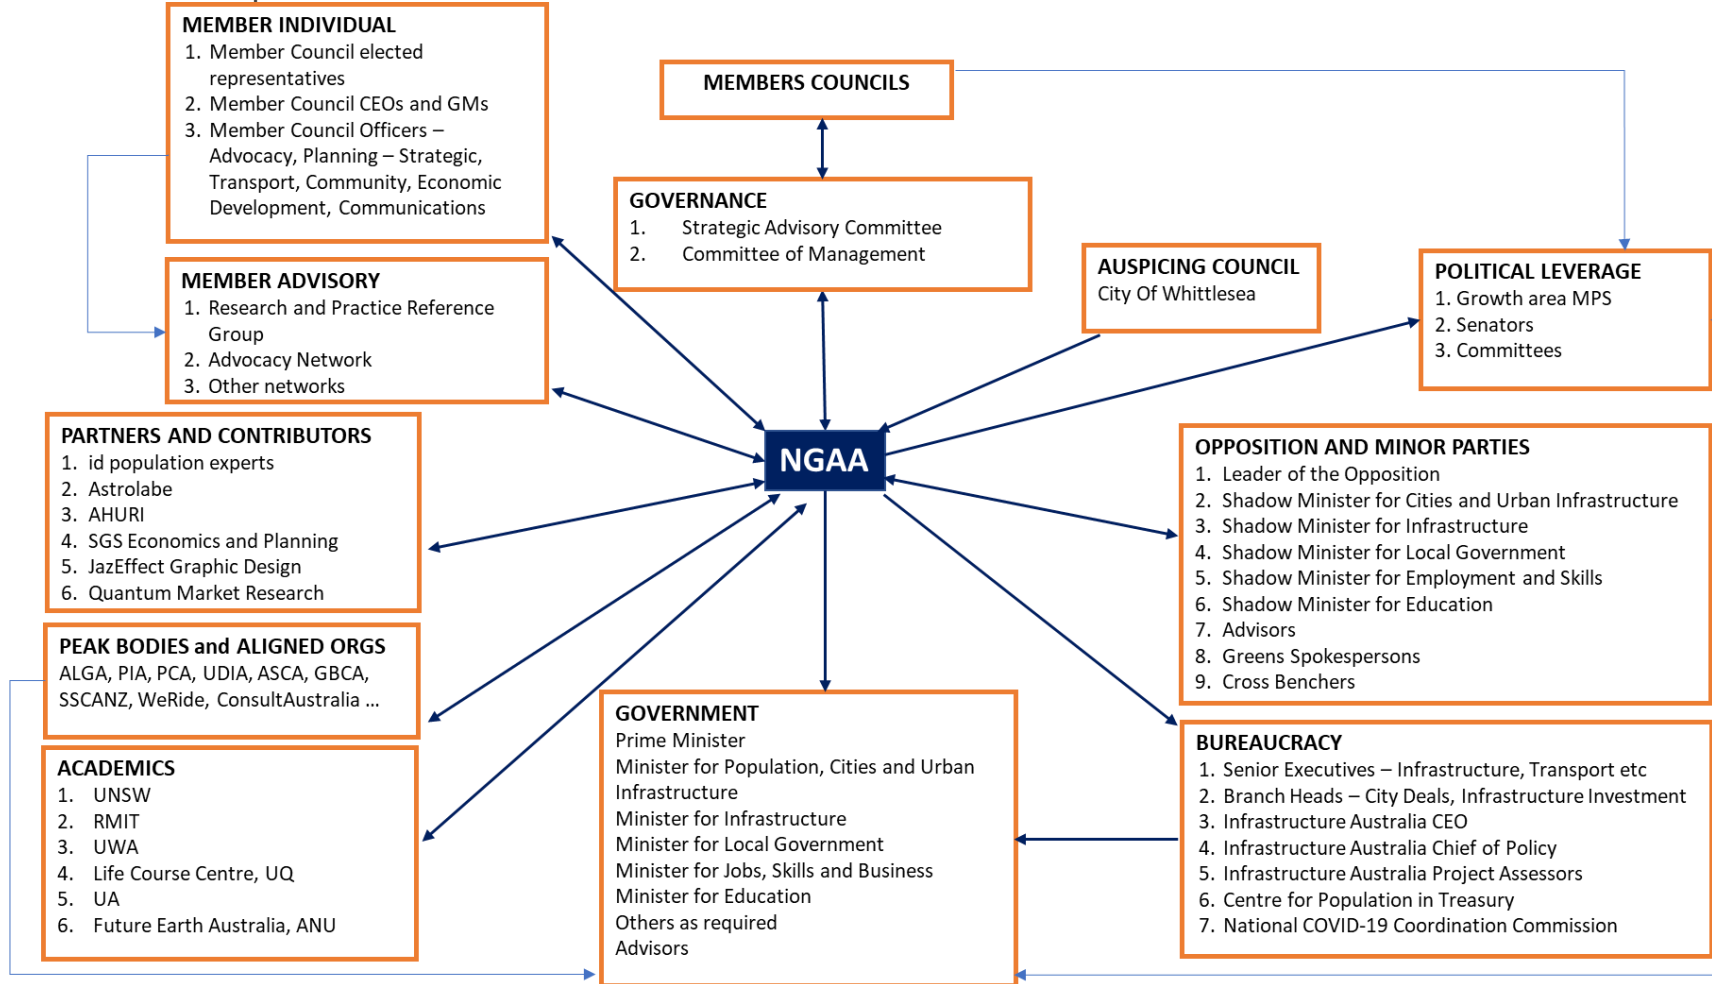 MEMBER INDIVIDUAL
1. Member Council elected
representatives
2. Member Council CEOs and GMs
3. Member Council Officers –
Advocacy, Planning – Strategic,
Transport, Community, Economic
Development, Communications
MEMBERS COUNCILS
GOVERNANCE
1. Strategic Advisory Committee
2. Committee of Management
AUSPICING COUNCIL
City Of Whittlesea
POLITICAL LEVERAGE
1. Growth area MPS
2. Senators
3. Committees
MEMBER ADVISORY
1. Research and Practice Reference
Group
2. Advocacy Network
3. Other networks
NGAA
PARTNERS AND CONTRIBUTORS
1. id population experts
2. Astrolabe
3. AHURI
4. SGS Economics and Planning
5. JazEffect Graphic Design
6. Quantum Market Research
OPPOSITION AND MINOR PARTIES
1. Leader of the Opposition
2. Shadow Minister for Cities and Urban Infrastructure
3. Shadow Minister for Infrastructure
4. Shadow Minister for Local Government
5. Shadow Minister for Employment and Skills
6. Shadow Minister for Education
7. Advisors
8. Greens Spokespersons
9. Cross Benchers
PEAK BODIES and ALIGNED ORGS
ALGA, PIA, PCA, UDIA, ASCA, GBCA,
SSCANZ, WeRide, ConsultAustralia ...
ACADEMICS
1. UNSW
2. RMIT
3. UWA
4. Life Course Centre, UQ
5. UA
6. Future Earth Australia, ANU
GOVERNMENT
Prime Minister
Minister for Population, Cities and Urban
Infrastructure
Minister for Infrastructure
Minister for Local Government
Minister for Jobs, Skills and Business
Minister for Education
Others as required
Advisors
BUREAUCRACY
1. Senior Executives – Infrastructure, Transport etc
2. Branch Heads – City Deals, Infrastructure Investment
3. Infrastructure Australia CEO
4. Infrastructure Australia Chief of Policy
5. Infrastructure Australia Project Assessors
6. Centre for Population in Treasury
7. National COVID-19 Coordination Commission